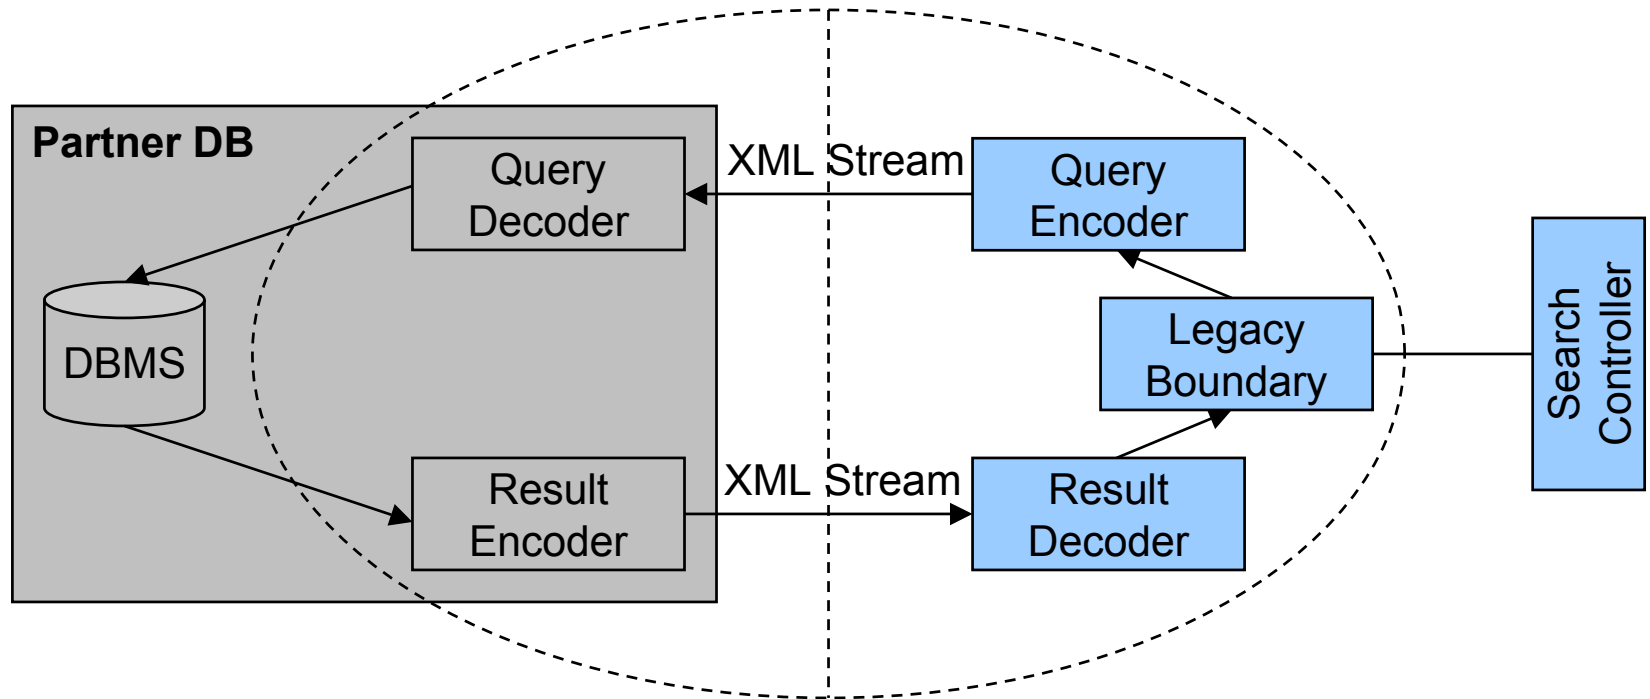 Partner DB
Query
Decoder
XML Stream
Query
Encoder
DBMS
Legacy
Boundary
Search
Controller
Result
Encoder
XML Stream
Result
Decoder